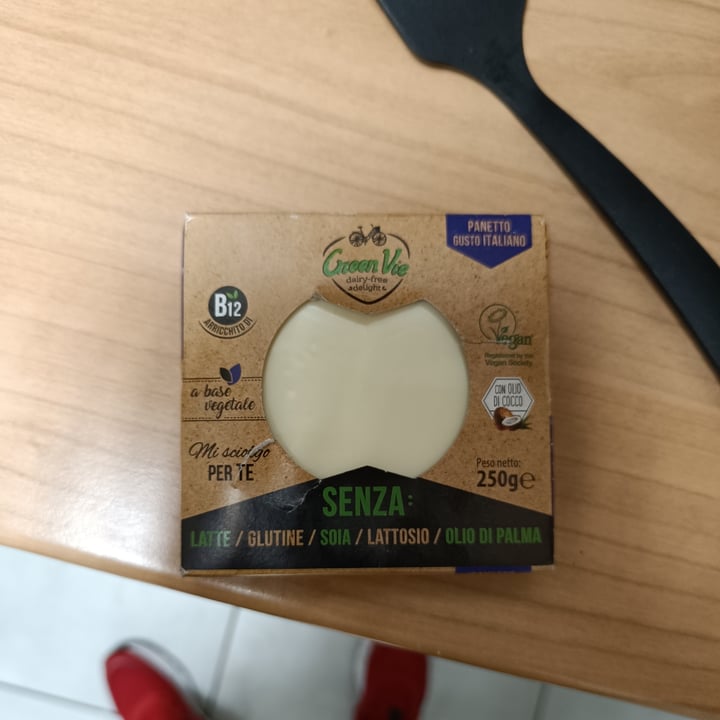 PANETTO
GUSTO ITALIANO
Green Vie
dairy-free
delight
B12
ARRICCHITO DI
Vegan
Registered by the
Vegan Society
a base
vegetale
CON OLIO
DI COCCO
Mi sciolgo
PER TE
Peso netto:
250g℮
SENZA:
LATTE / GLUTINE / SOIA / LATTOSIO / OLIO DI PALMA